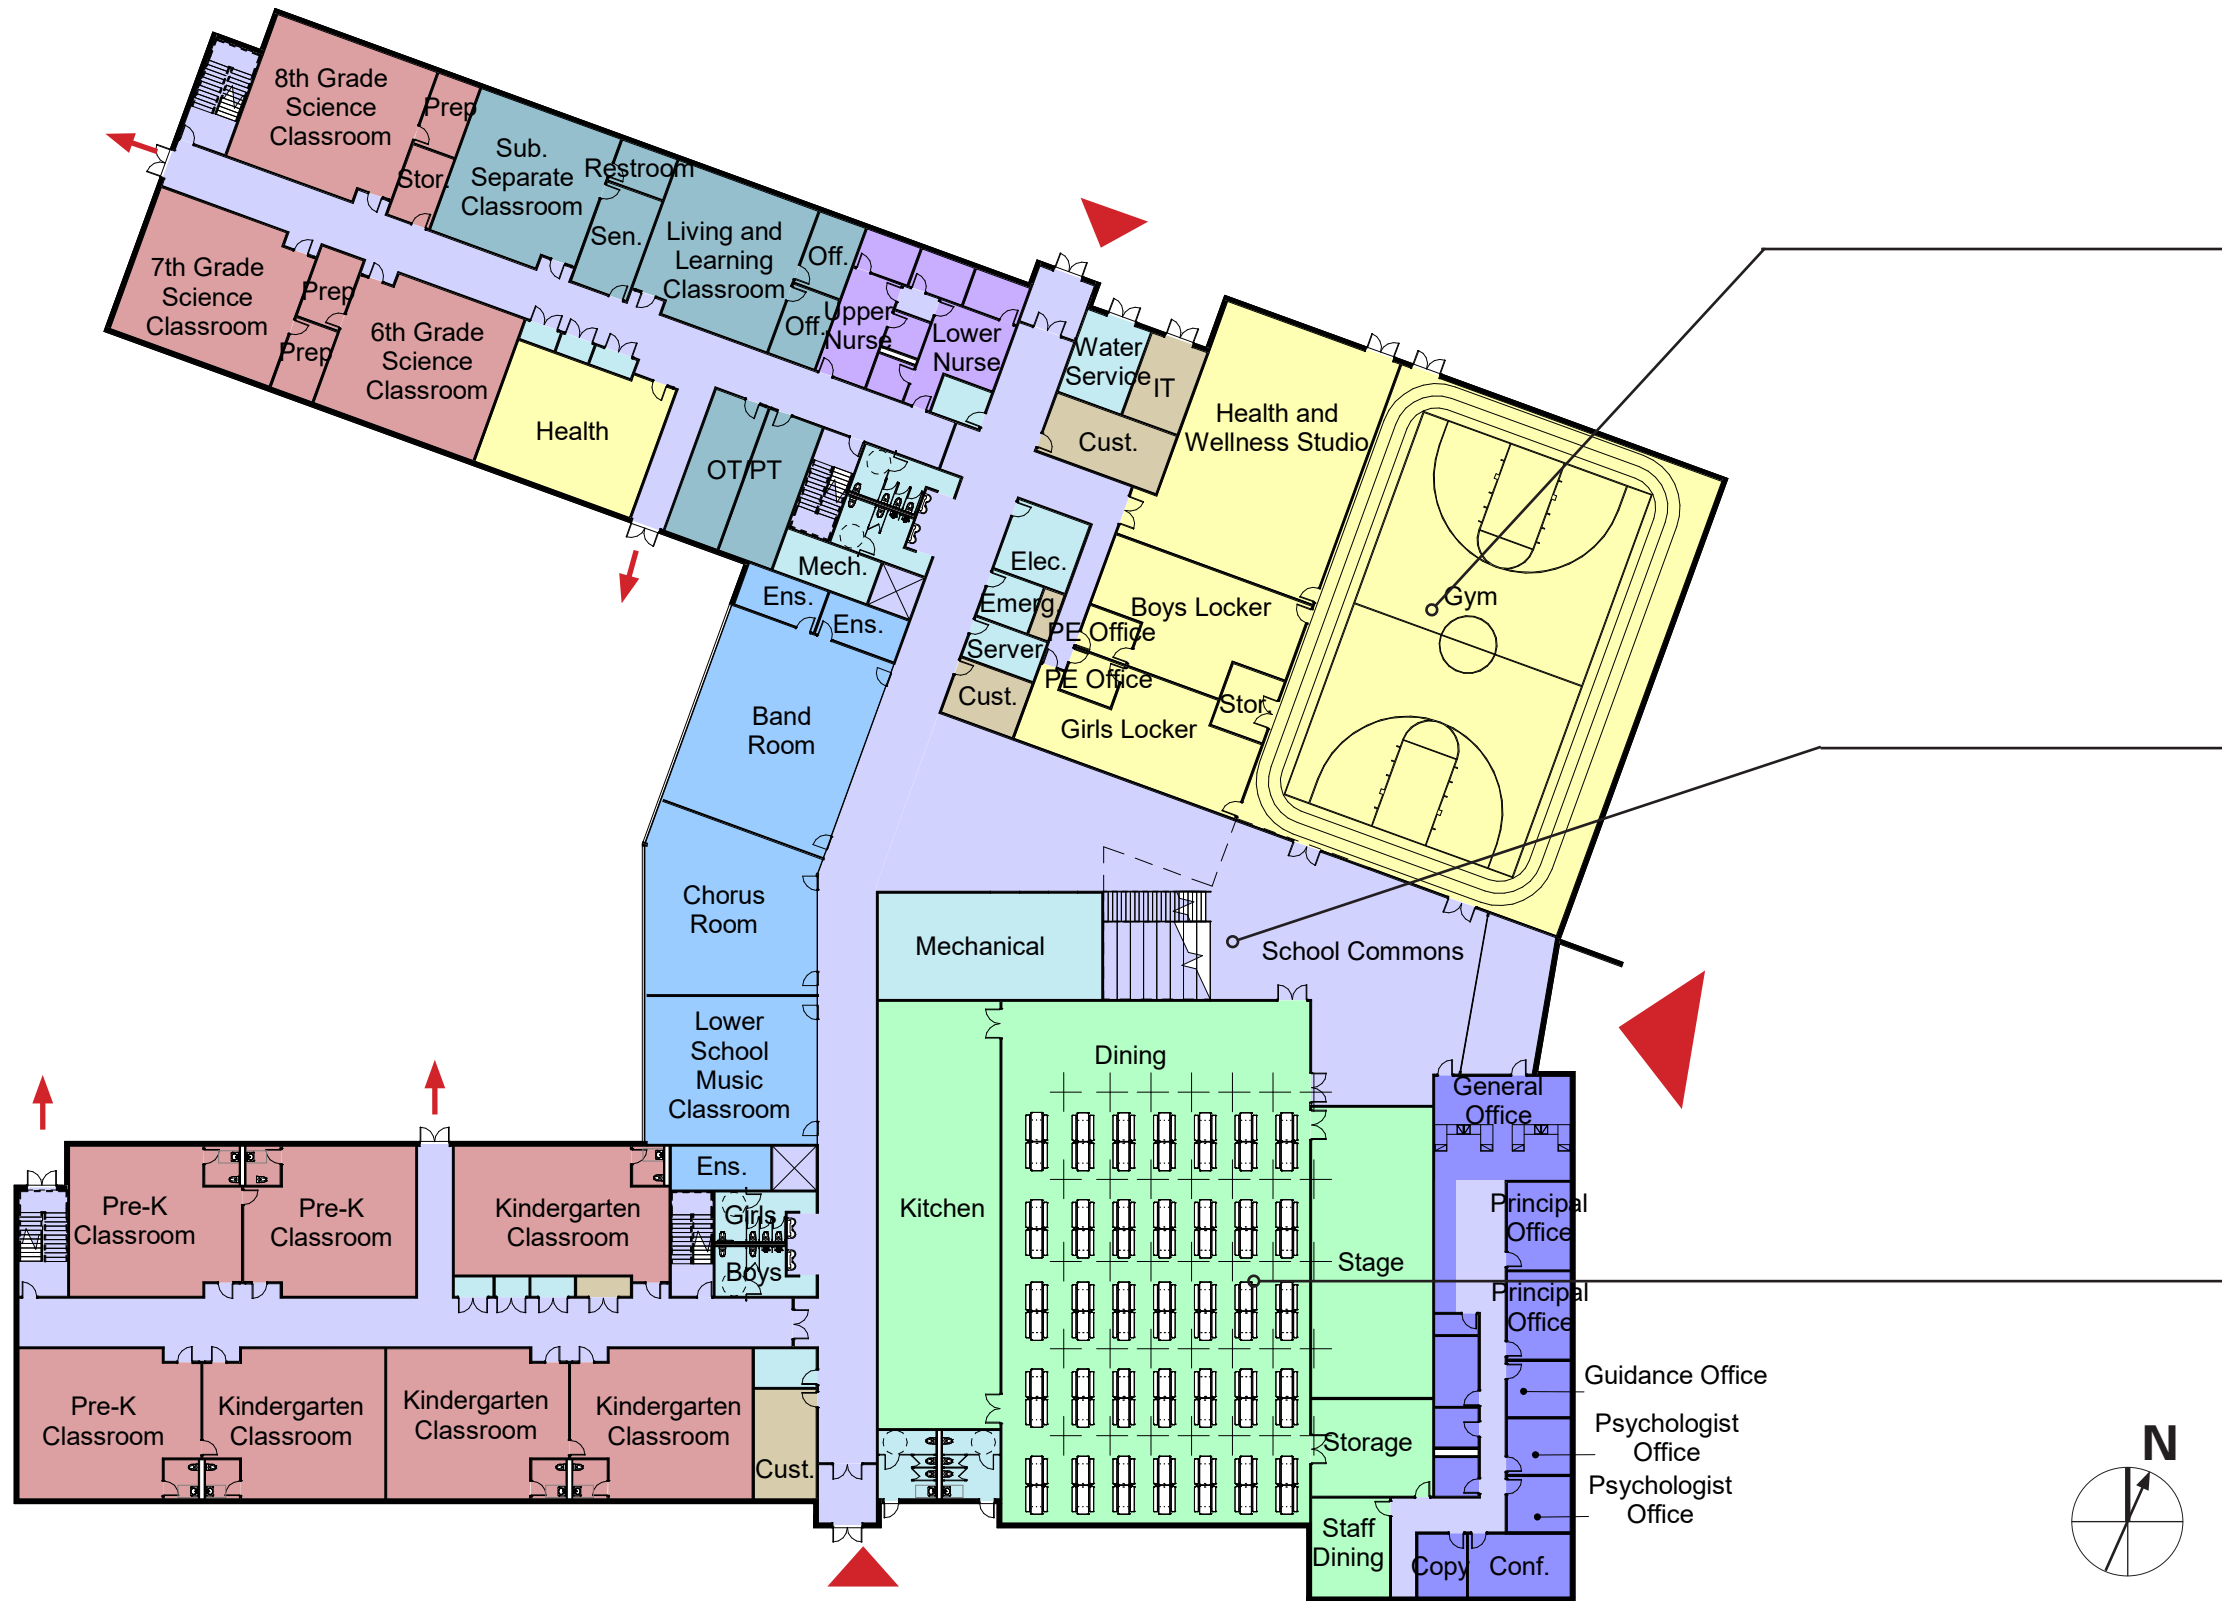 8th Grade
Science
Classroom
Prep
Stor.
Sub.
Separate
Classroom
Restroom
Sen.
Living and
Learning
Classroom
Off.
Off.
Upper
Nurse
Lower
Nurse
7th Grade
Science
Classroom
Prep
Prep
6th Grade
Science
Classroom
Health
OT/PT
Water
Service
IT
Cust.
Health and
Wellness Studio
Gym
Mech.
Elec.
Emerg.
Server
Cust.
Boys Locker
PE Office
PE Office
Stor.
Girls Locker
Ens.
Ens.
Band
Room
Chorus
Room
Lower
School
Music
Classroom
Ens.
Mechanical
School Commons
Dining
Kitchen
Stage
Storage
Staff
Dining
General
Office
Principal
Office
Principal
Office
Guidance Office
Psychologist
Office
Psychologist
Office
Copy
Conf.
Pre-K
Classroom
Pre-K
Classroom
Kindergarten
Classroom
Girls
Boys
Pre-K
Classroom
Kindergarten
Classroom
Kindergarten
Classroom
Kindergarten
Classroom
Cust.
N